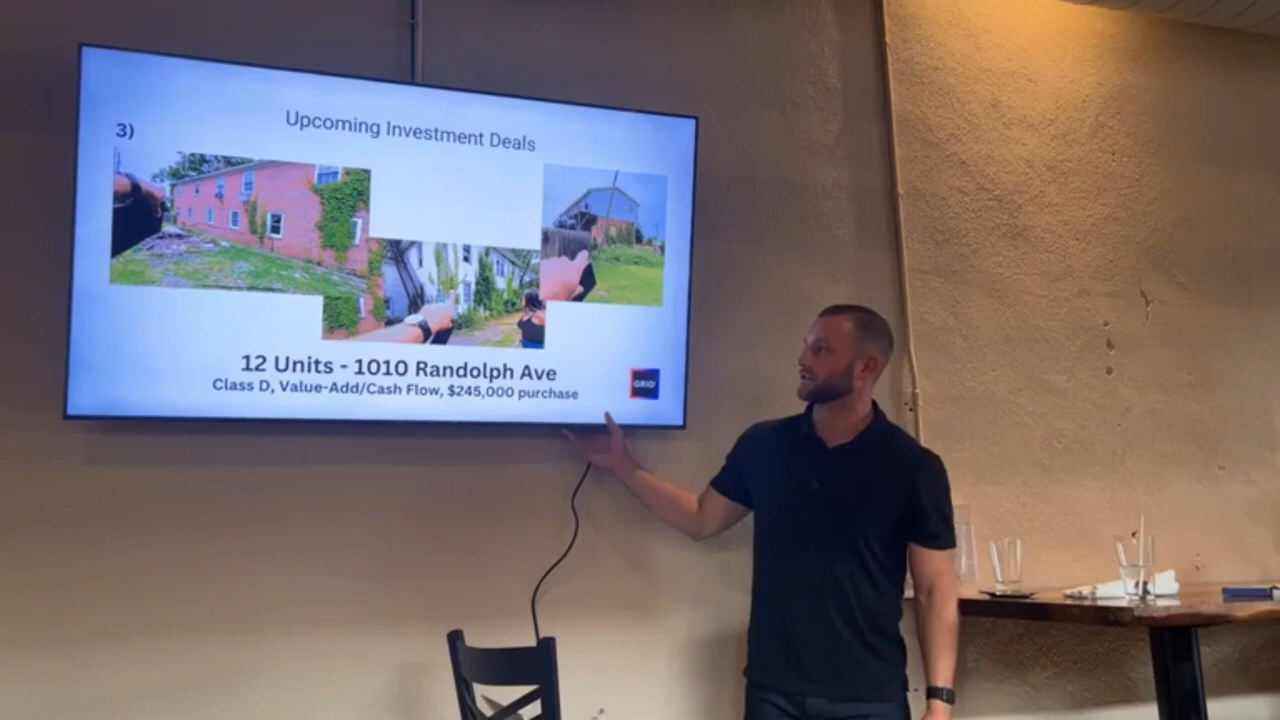 Upcoming Investment Deals
3)
12 Units - 1010 Randolph Ave
Class D, Value-Add/Cash Flow, $245,000 purchase
GRID